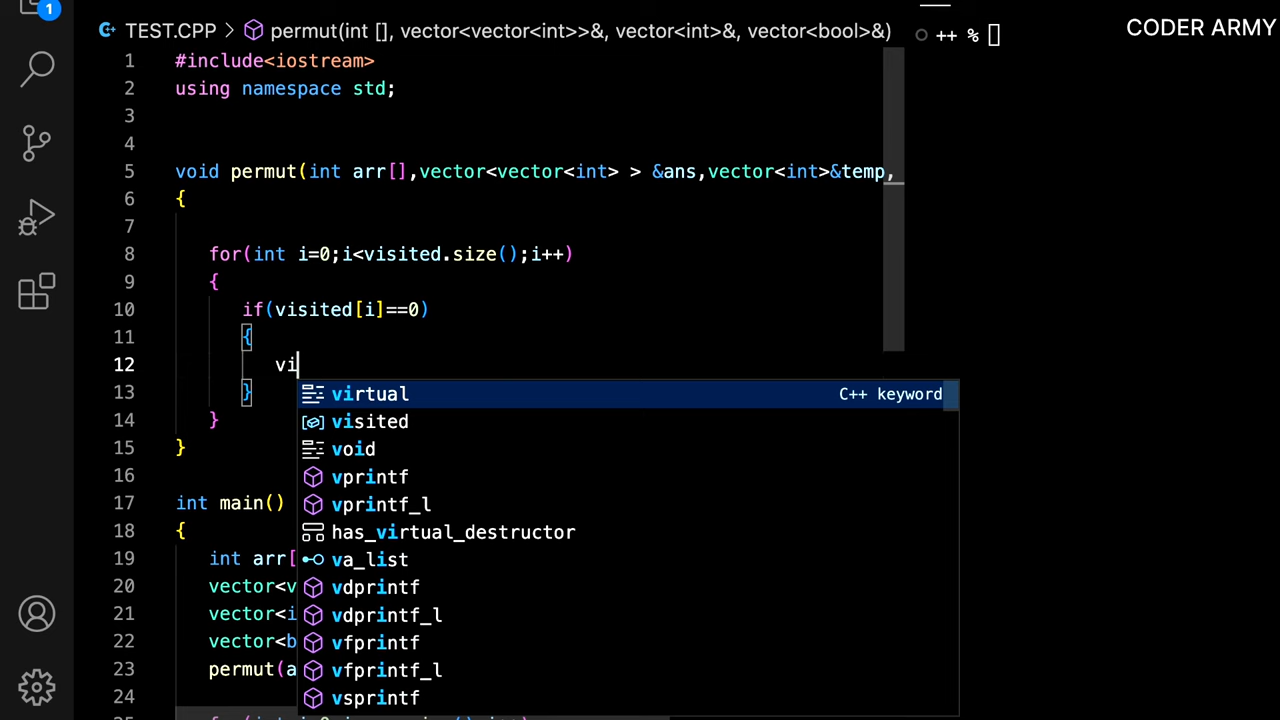 1
TEST.CPP > permut(int [], vector<vector<int>>&, vector<int>&, vector<bool>&)
++ % []
CODER ARMY
1 #include<iostream>
2 using namespace std;
3
4
5 void permut(int arr[],vector<vector<int> > &ans,vector<int>&temp,
6 {
7
8 for(int i=0;i<visited.size();i++)
9 {
10 if(visited[i]==0)
11 {
12 vi
13 }
14 }
15 }
16
17 int main()
18 {
19 int arr[
20 vector<v
21 vector<i
22 vector<b
23 permut(a
24
virtual C++ keyword
visited
void
vprintf
vprintf_l
has_virtual_destructor
va_list
vdprintf
vdprintf_l
vfprintf
vfprintf_l
vsprintf